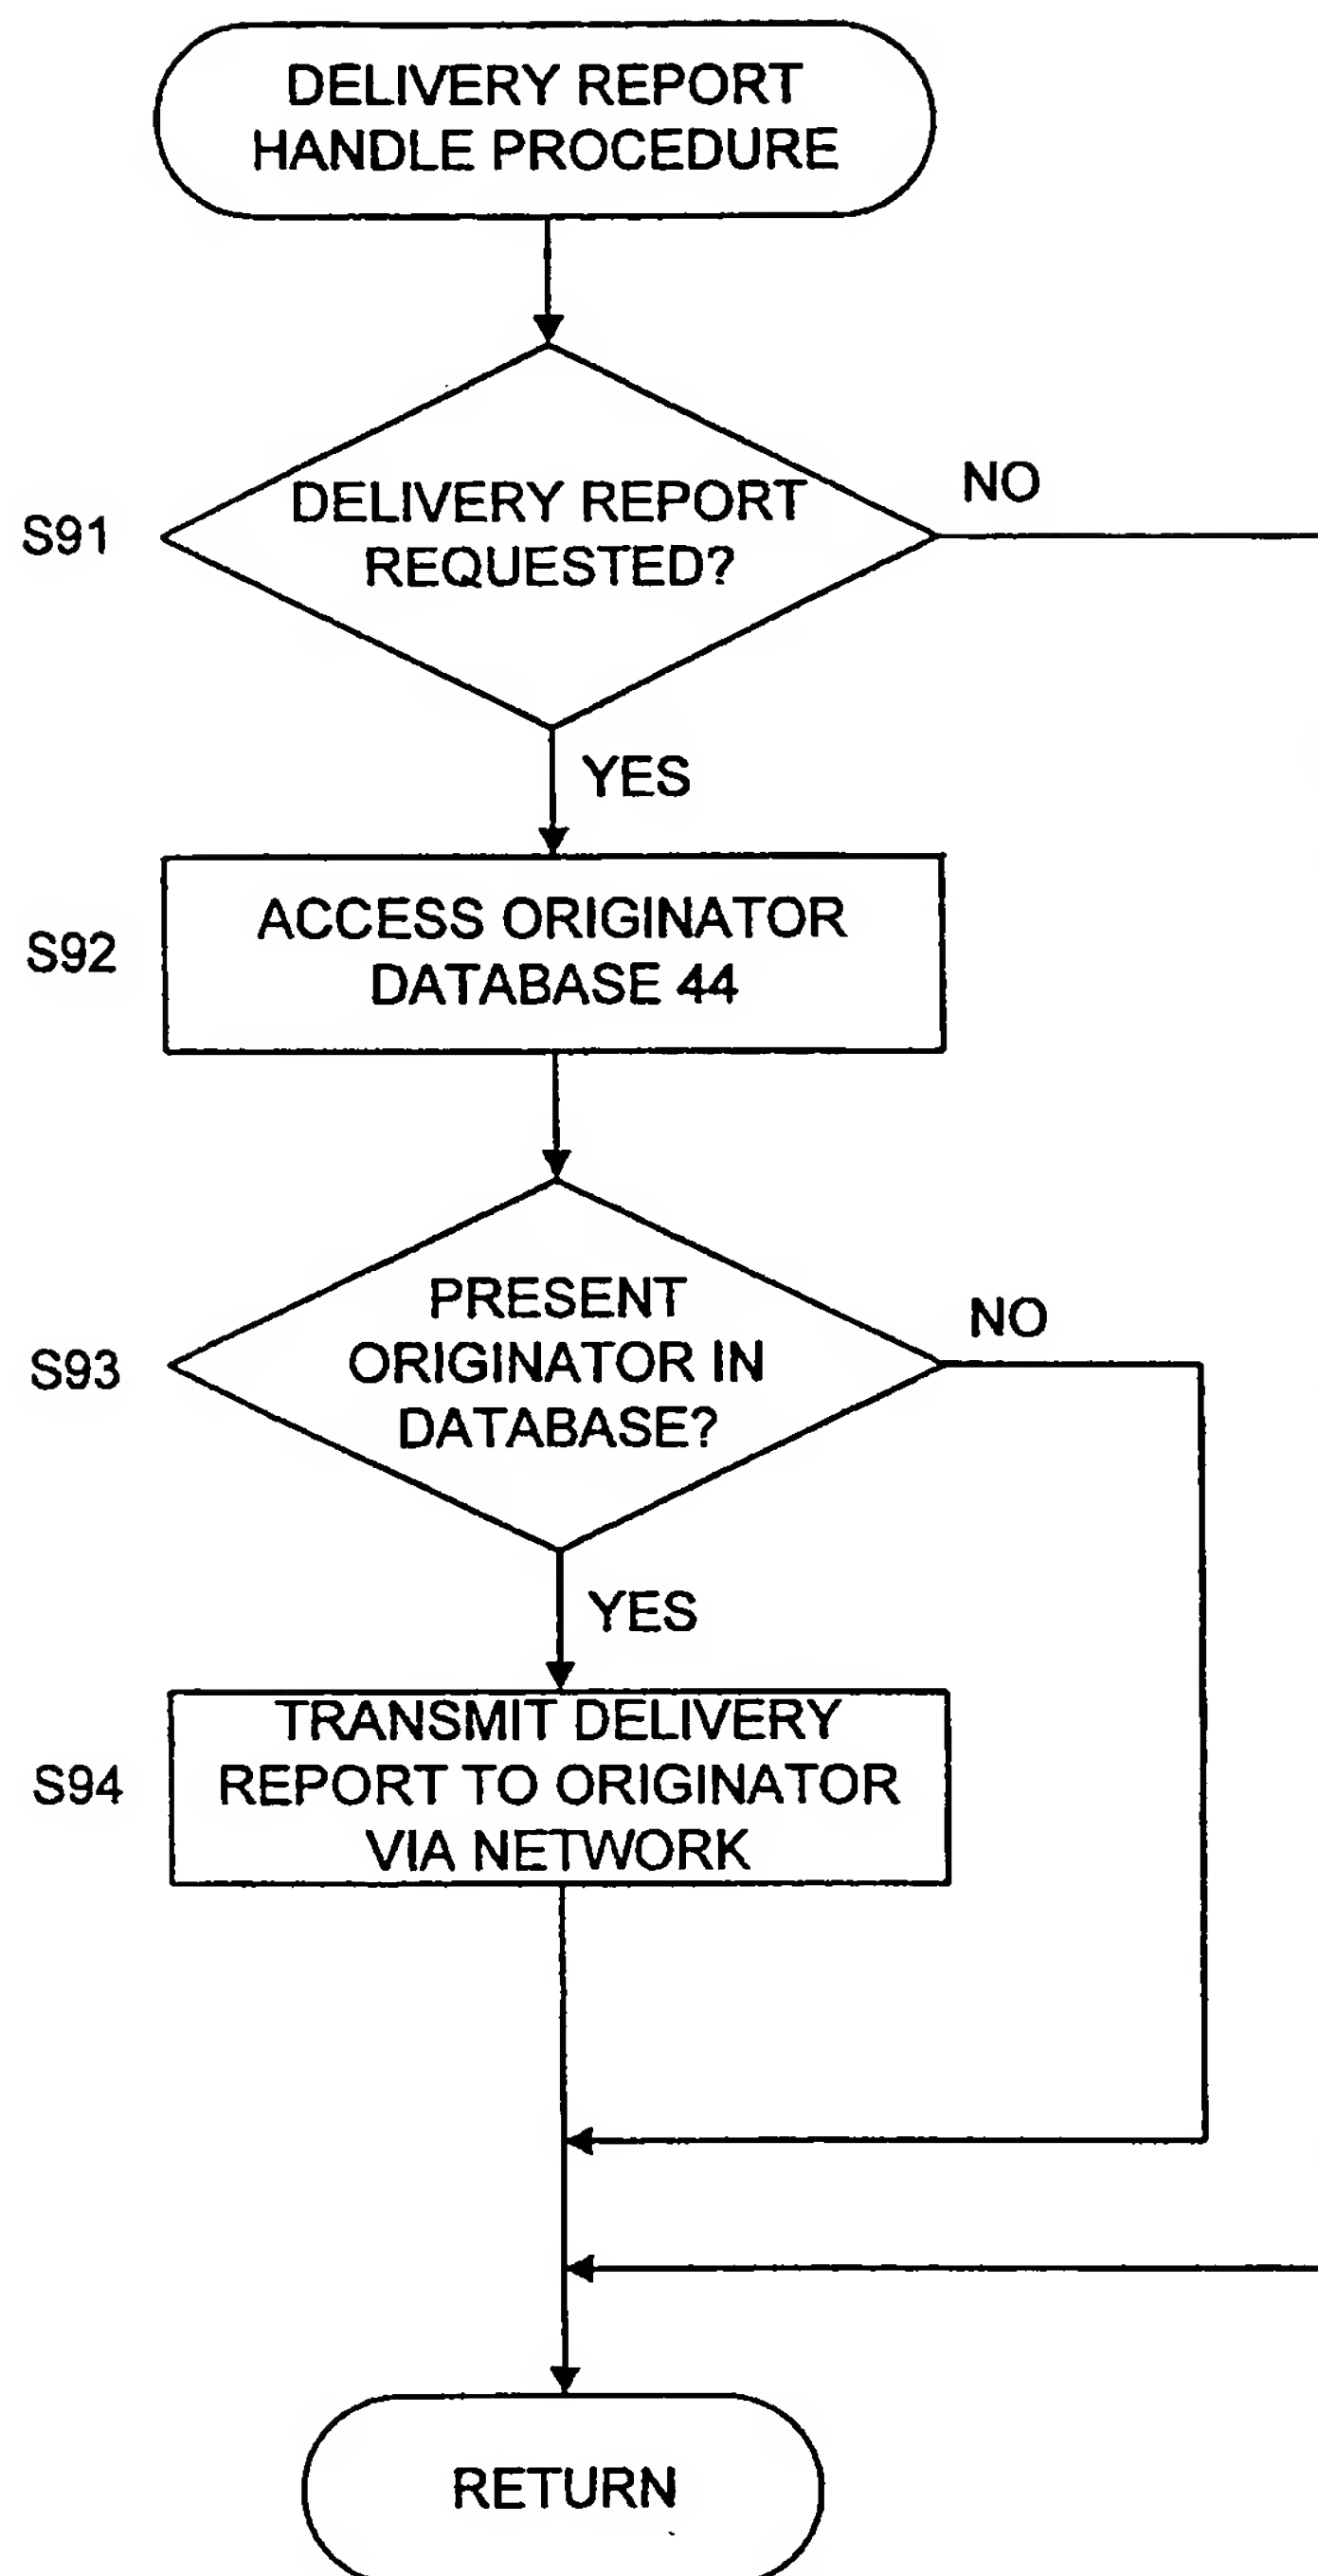 DELIVERY REPORT
HANDLE PROCEDURE
S91
DELIVERY REPORT
REQUESTED?
NO
YES
S92
ACCESS ORIGINATOR
DATABASE 44
S93
PRESENT
ORIGINATOR IN
DATABASE?
NO
YES
S94
TRANSMIT DELIVERY
REPORT TO ORIGINATOR
VIA NETWORK
RETURN